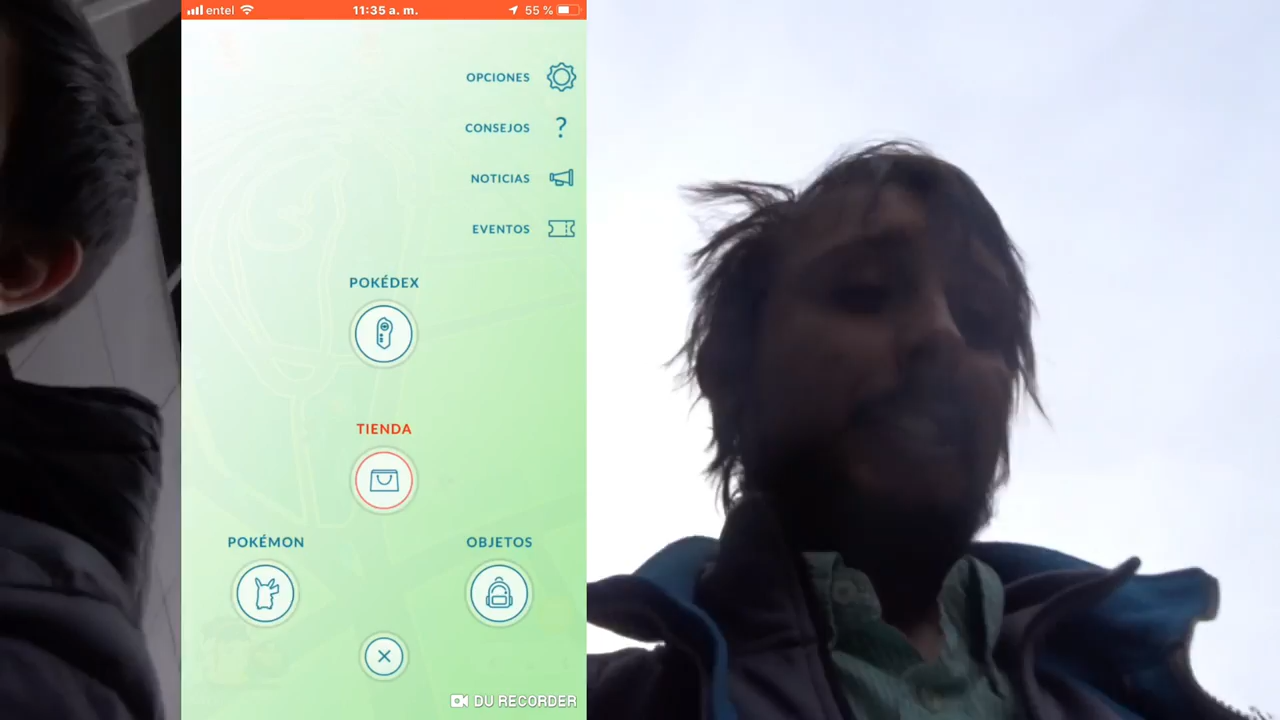 entel 11:35 a. m. 55 %
OPCIONES
CONSEJOS
?
NOTICIAS
EVENTOS
POKÉDEX
TIENDA
POKÉMON
OBJETOS
DU RECORDER